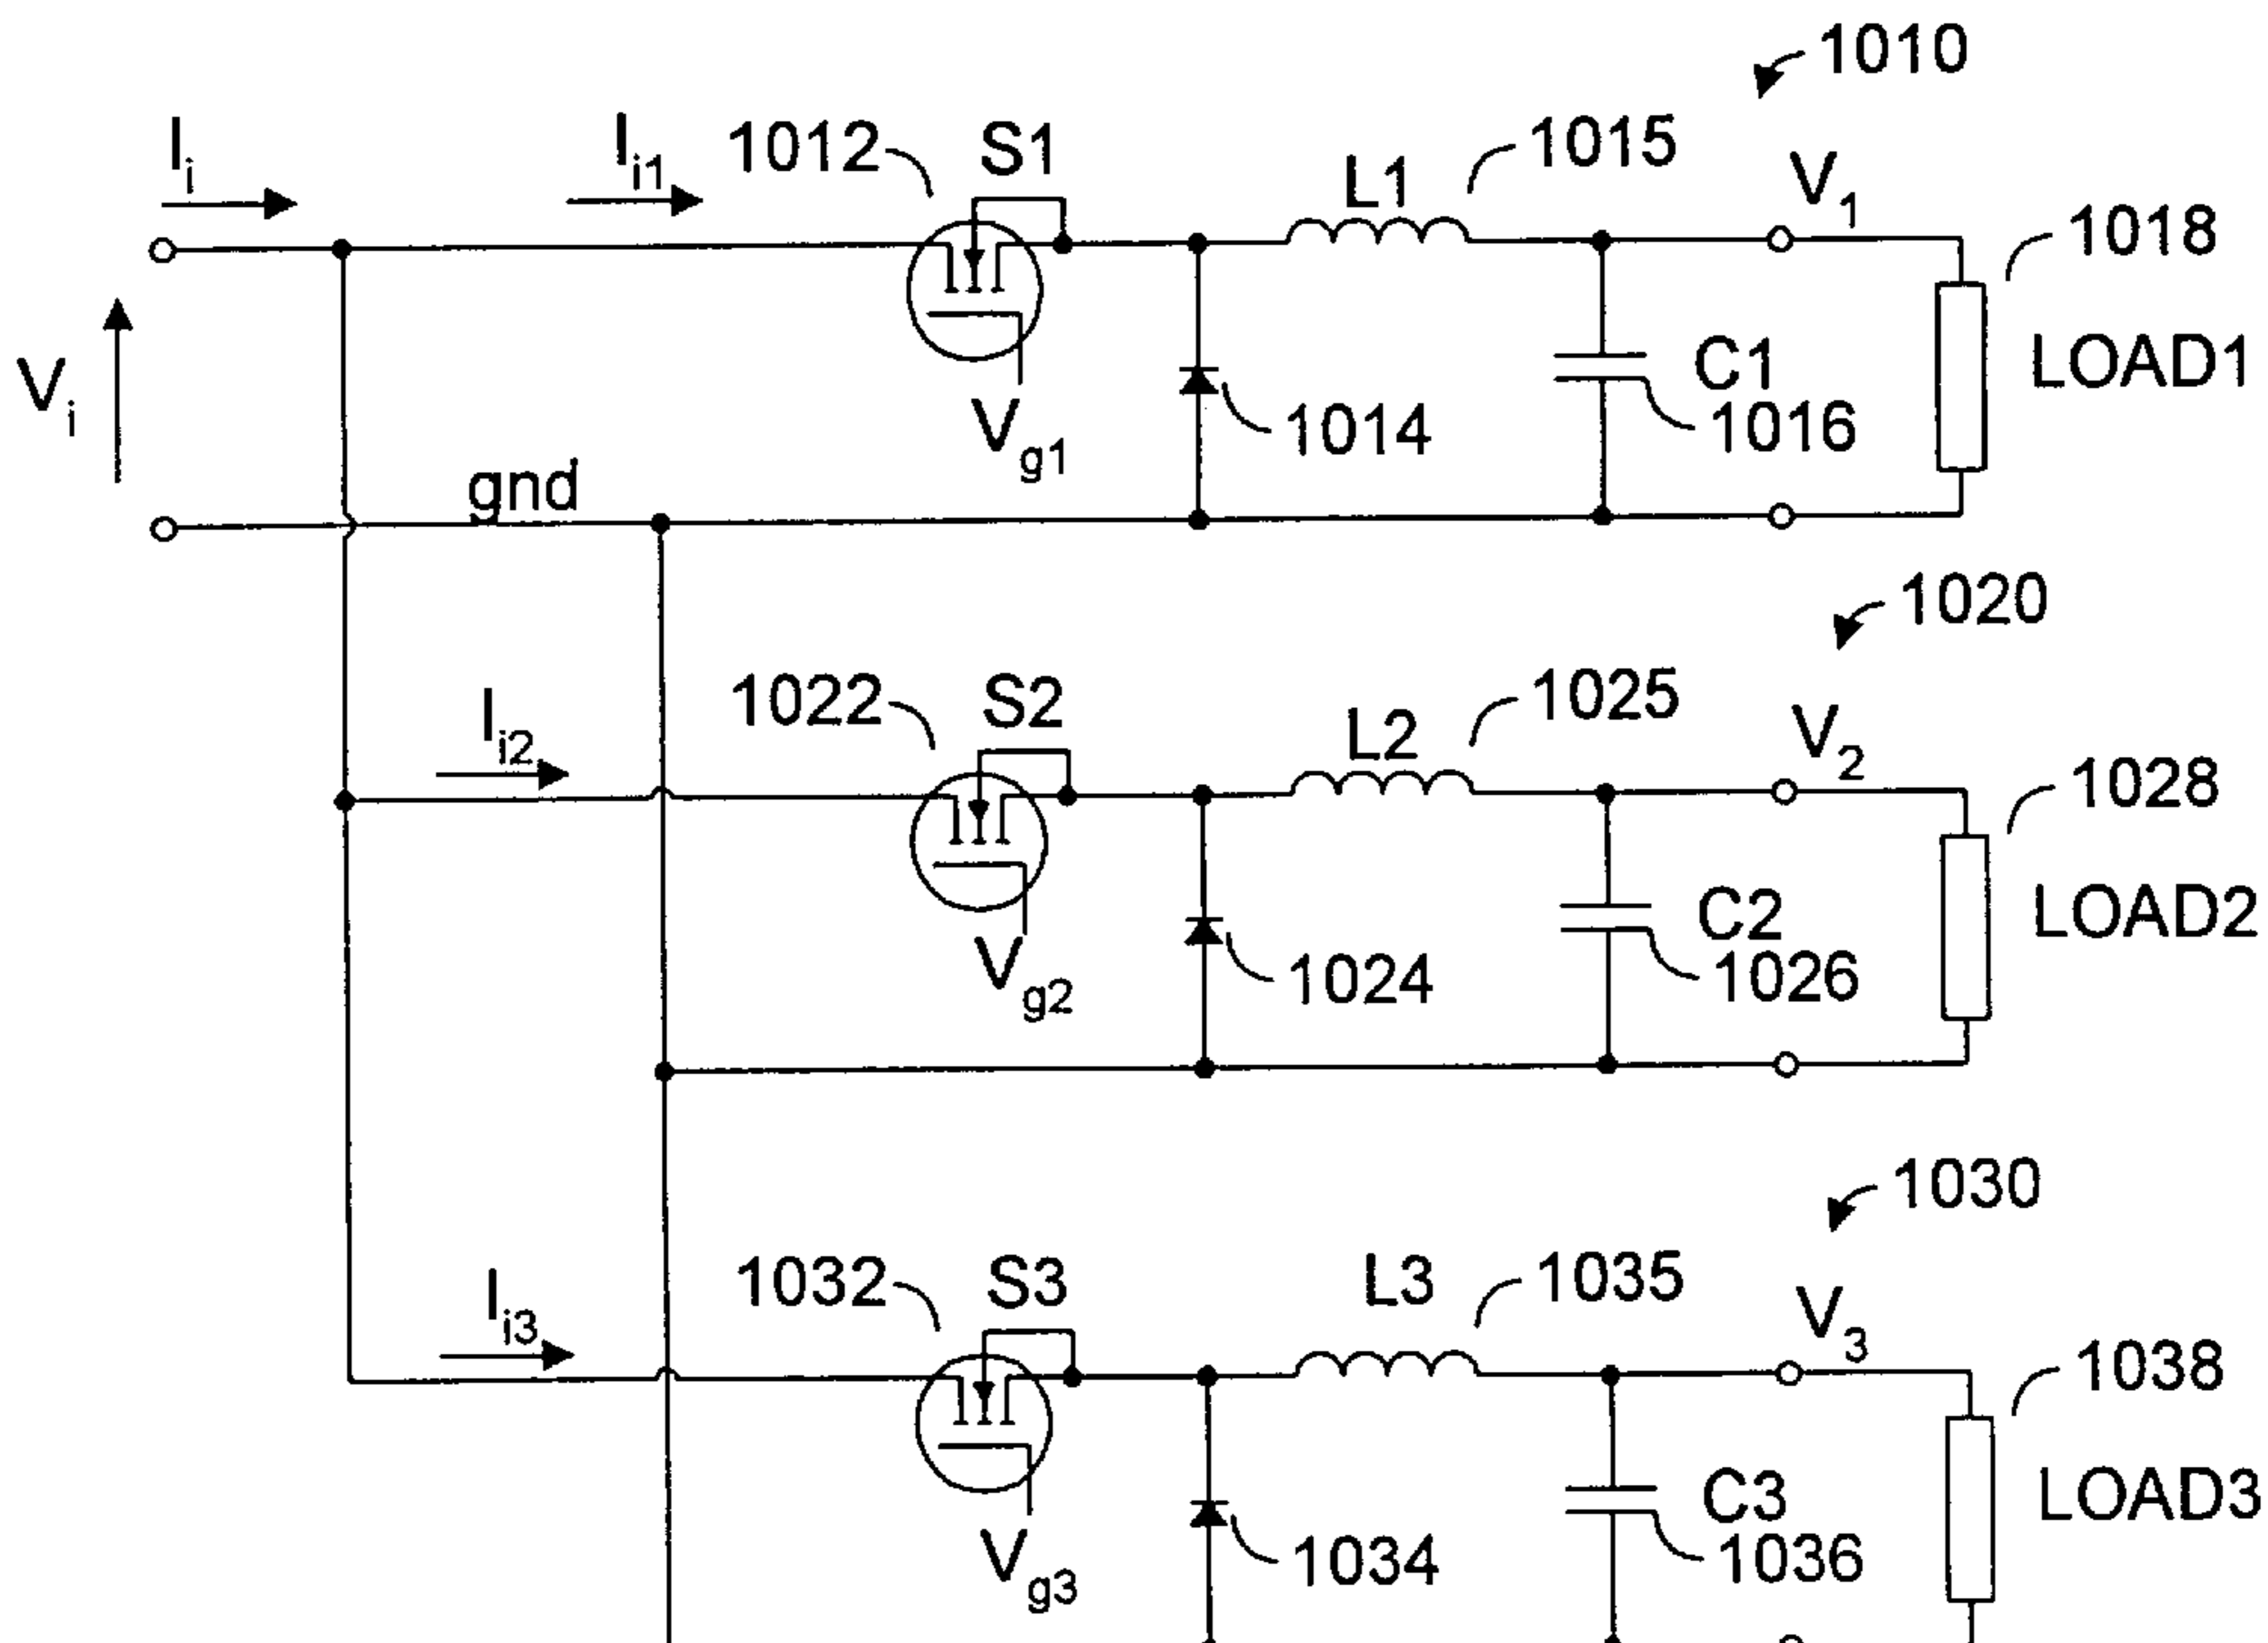 1010
I_i
I_i1
1012
S1
L1
1015
V_1
1018
V_i
V_g1
1014
C1
1016
LOAD1
gnd
1020
I_i2
1022
S2
L2
1025
V_2
1028
V_g2
1024
C2
1026
LOAD2
1030
I_i3
1032
S3
L3
1035
V_3
1038
V_g3
1034
C3
1036
LOAD3